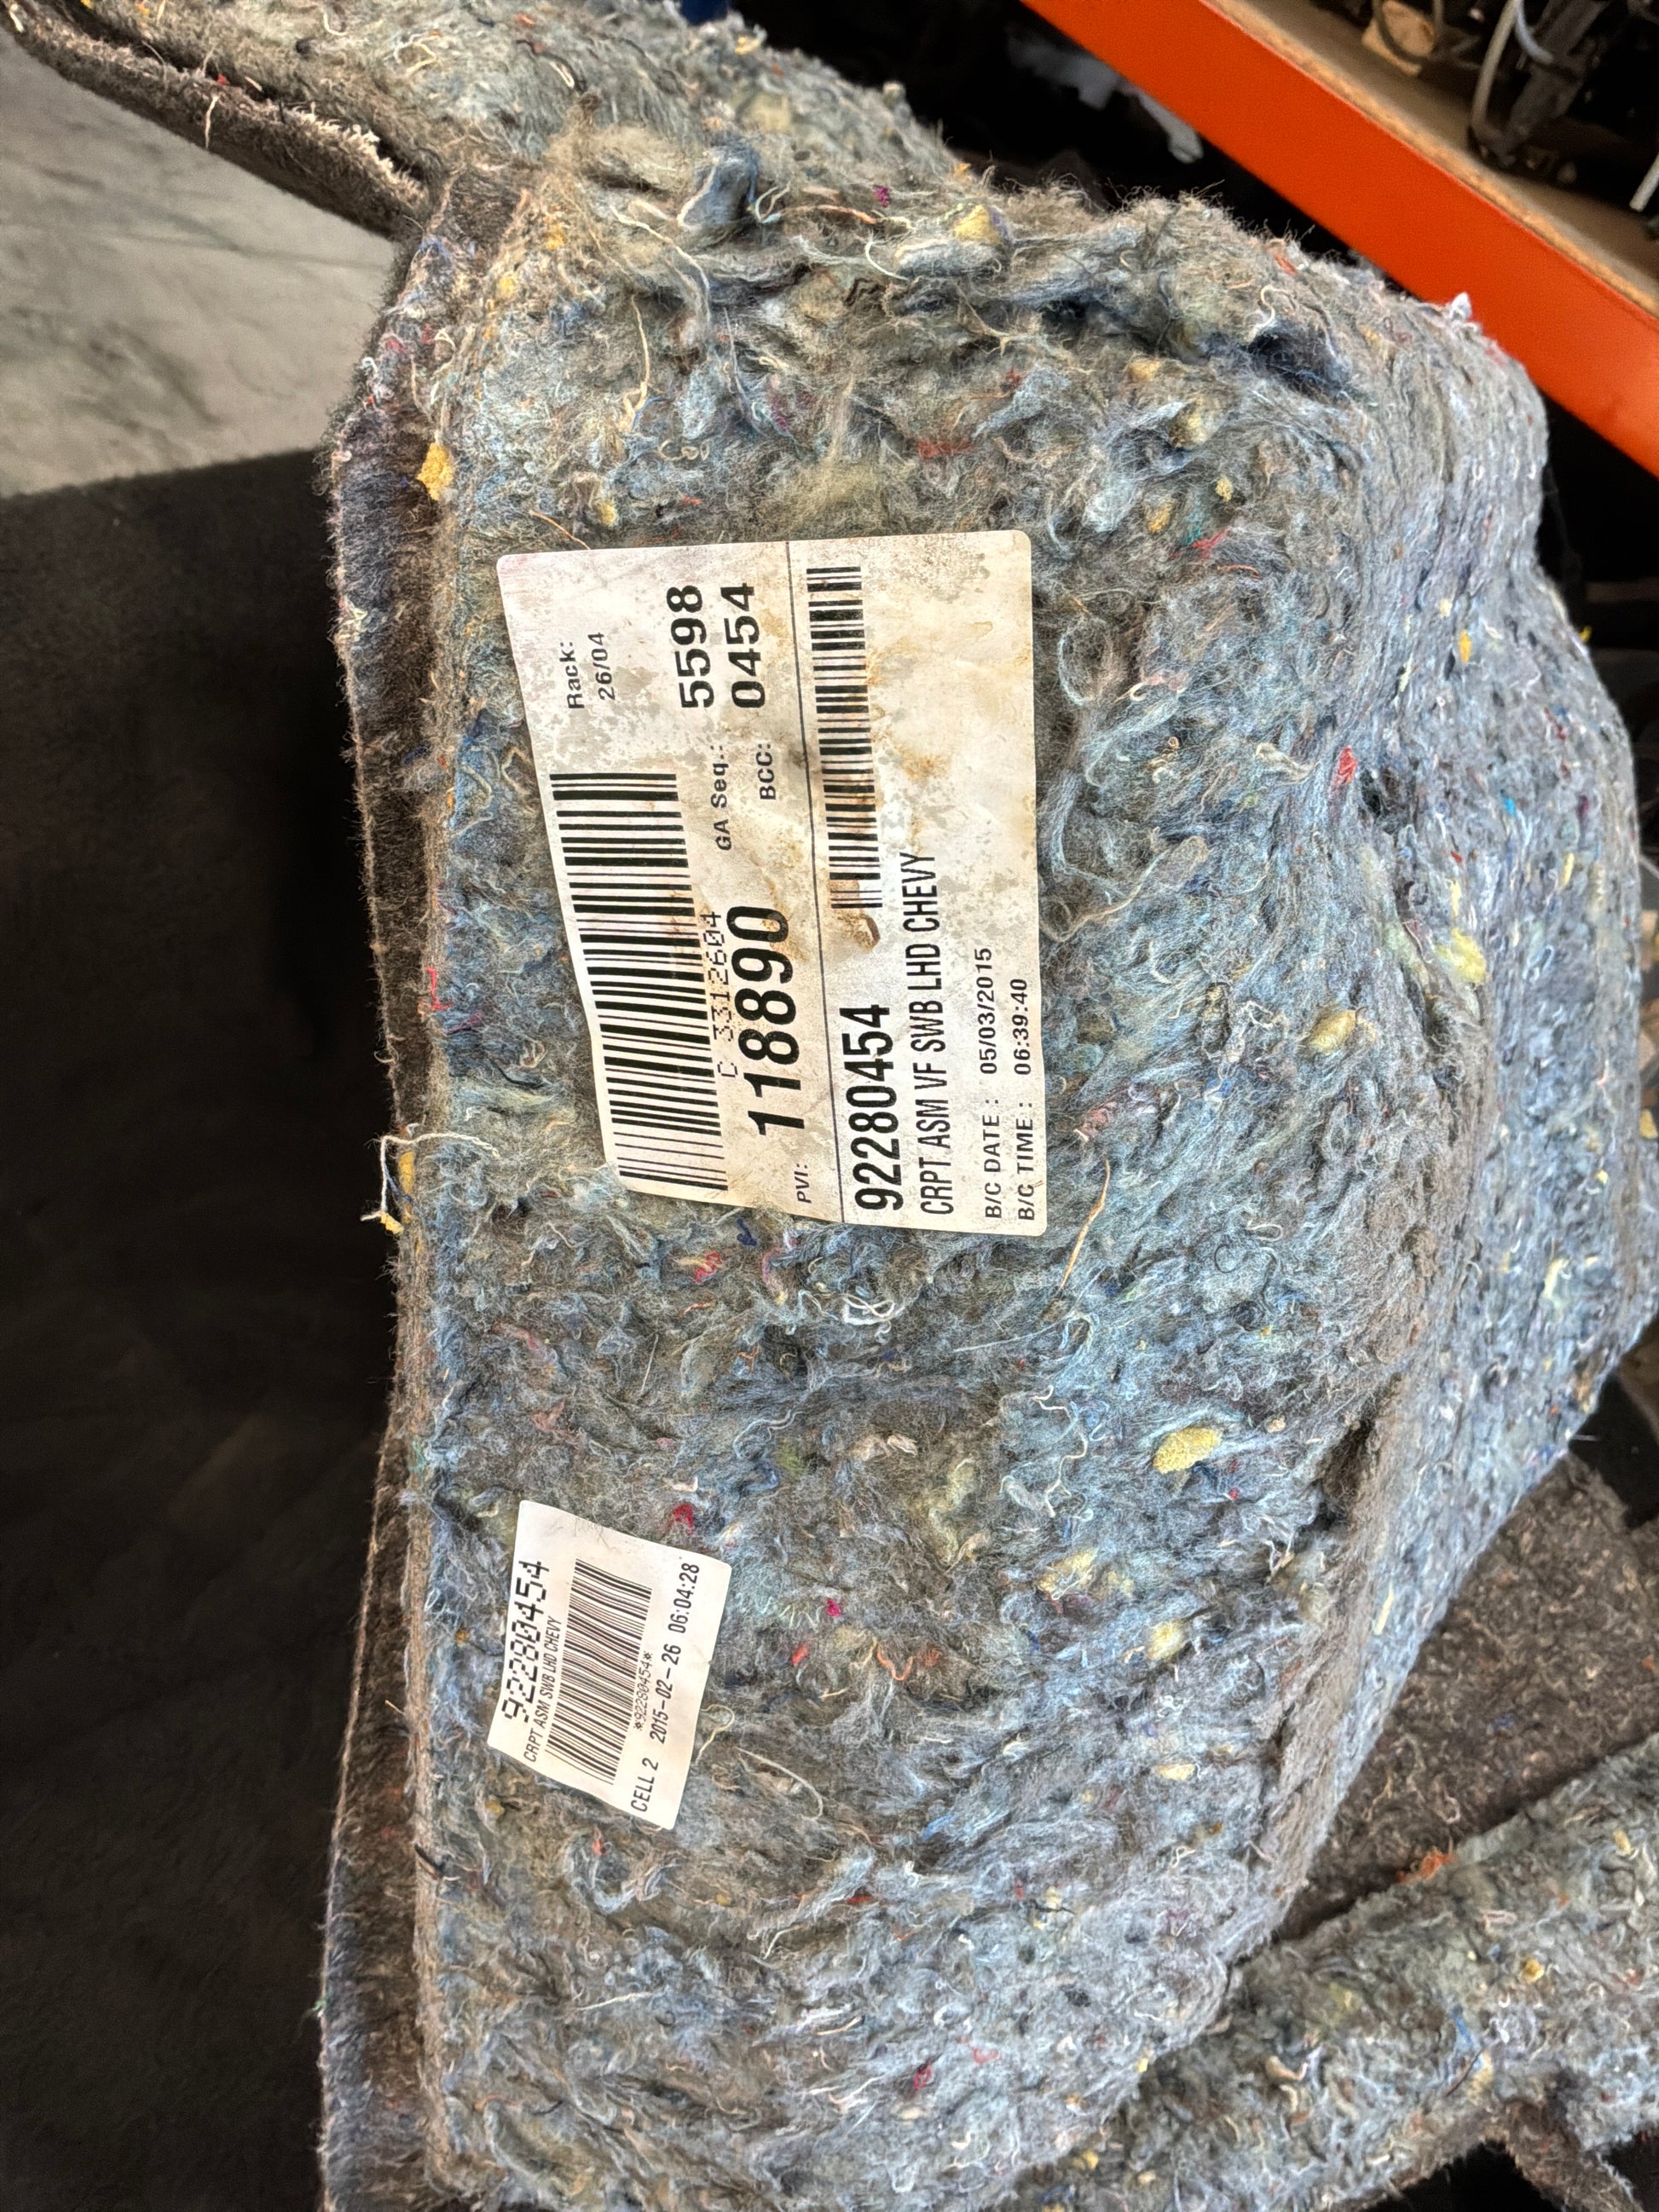 Rack:
26/04
C 3312604
GA Seq.: 5598
PVI: 118890
BCC: 0454
92280454
CRPT ASM VF SWB LHD CHEVY
B/C DATE : 05/03/2015
B/C TIME : 06:39:40
92280454
CRPT ASM SWB LHD CHEVY
*92280454*
CELL 2 2015-02-26 06:04:28